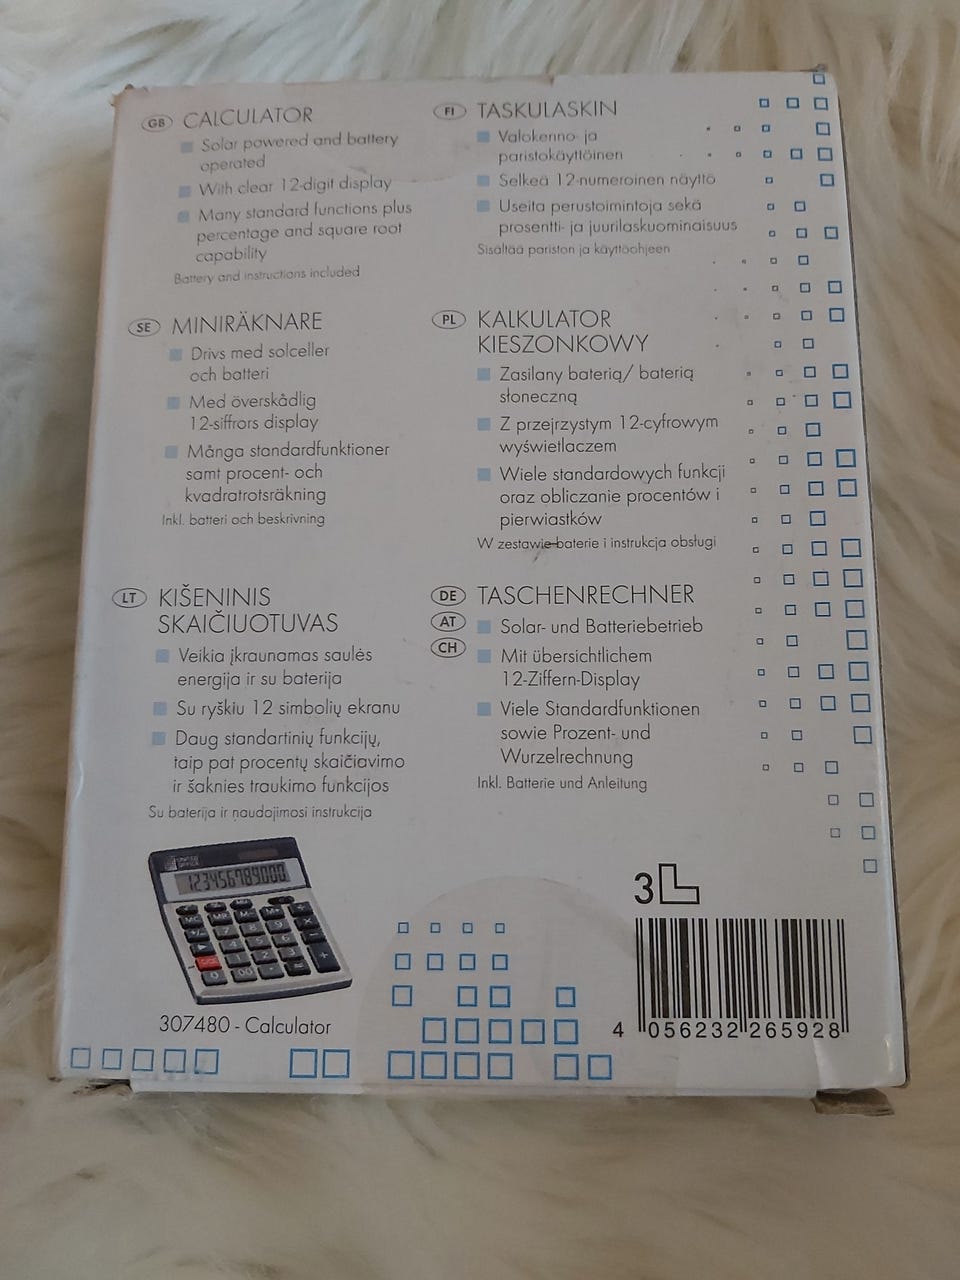 GB CALCULATOR
Solar powered and battery
operated
With clear 12-digit display
Many standard functions plus
percentage and square root
capability
Battery and instructions included
FI TASKULASKIN
Valokenno- ja
paristokäyttöinen
Selkeä 12-numeroinen näyttö
Useita perustoimintoja sekä
prosentti- ja juurilaskuominaisuus
Sisältää pariston ja käyttöohjeen
SE MINIRÄKNARE
Drivs med solceller
och batteri
Med överskådlig
12-siffrors display
Många standardfunktioner
samt procent- och
kvadratrotsräkning
Inkl. batteri och beskrivning
PL KALKULATOR
KIESZONKOWY
Zasilany baterią/ baterią
słoneczną
Z przejrzystym 12-cyfrowym
wyświetlaczem
Wiele standardowych funkcji
oraz obliczanie procentów i
pierwiastków
W zestawie baterie i instrukcja obsługi
LT KIŠENINIS
SKAIČIUOTUVAS
Veikia įkraunamas saulės
energija ir su baterija
Su ryškiu 12 simbolių ekranu
Daug standartinių funkcijų,
taip pat procentų skaičiavimo
ir šaknies traukimo funkcijos
Su baterija ir naudojimosi instrukcija
DE TASCHENRECHNER
AT
CH
Solar- und Batteriebetrieb
Mit übersichtlichem
12-Ziffern-Display
Viele Standardfunktionen
sowie Prozent- und
Wurzelrechnung
Inkl. Batterie und Anleitung
UNITED
OFFICE
123456789000
307480 - Calculator
3L
4 056232 265928